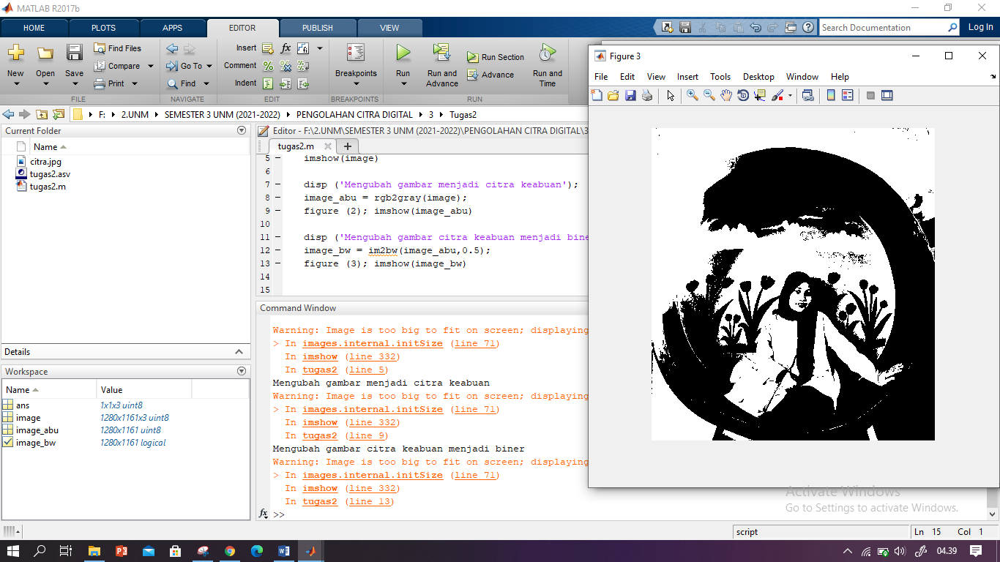 MATLAB R2017b
HOME PLOTS APPS EDITOR PUBLISH VIEW
Search Documentation Log In
New Open Save Find Files Compare Print
Go To Find
Insert fx Comment Indent
Breakpoints
Run Run and Advance Run Section Advance Run and Time
FILE NAVIGATE EDIT BREAKPOINTS RUN
F: 2.UNM SEMESTER 3 UNM (2021-2022) PENGOLAHAN CITRA DIGITAL 3 Tugas2
Current Folder
Name
citra.jpg
tugas2.asv
tugas2.m
Details
Workspace
Name Value
ans 1x1x3 uint8
image 1280x1161x3 uint8
image_abu 1280x1161 uint8
image_bw 1280x1161 logical
Editor - F:\2.UNM\SEMESTER 3 UNM (2021-2022)\PENGOLAHAN CITRA DIGITAL\3
tugas2.m +
5 – imshow(image)
6
7 – disp ('Mengubah gambar menjadi citra keabuan');
8 – image_abu = rgb2gray(image);
9 – figure (2); imshow(image_abu)
10
11 – disp ('Mengubah gambar citra keabuan menjadi bine
12 – image_bw = im2bw(image_abu,0.5);
13 – figure (3); imshow(image_bw)
14
15
Command Window
Warning: Image is too big to fit on screen; displaying
> In images.internal.initSize (line 71)
In imshow (line 332)
In tugas2 (line 5)
Mengubah gambar menjadi citra keabuan
Warning: Image is too big to fit on screen; displaying
> In images.internal.initSize (line 71)
In imshow (line 332)
In tugas2 (line 9)
Mengubah gambar citra keabuan menjadi biner
Warning: Image is too big to fit on screen; displaying
> In images.internal.initSize (line 71)
In imshow (line 332)
In tugas2 (line 13)
fx >>
Figure 3
File Edit View Insert Tools Desktop Window Help
Activate Windows
Go to Settings to activate Windows.
script Ln 15 Col 1
04.39